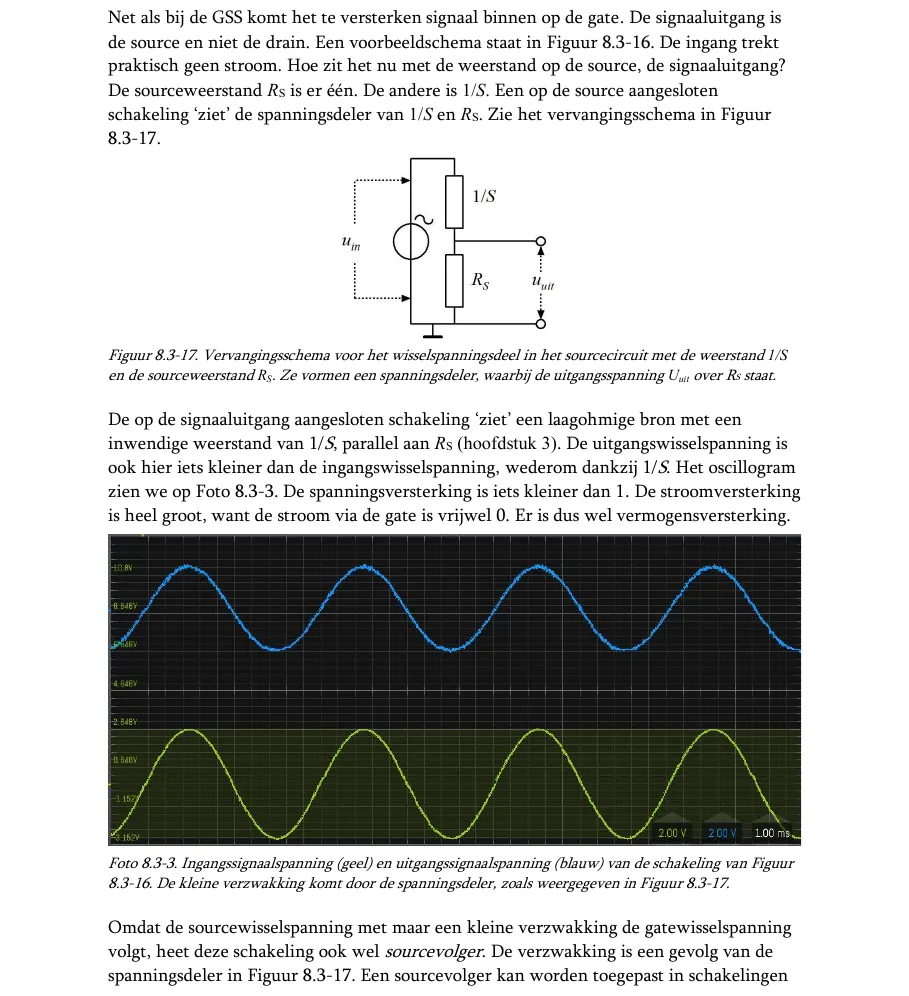 Net als bij de GSS komt het te versterken signaal binnen op de gate. De signaaluitgang is
de source en niet de drain. Een voorbeeldschema staat in Figuur 8.3-16. De ingang trekt
praktisch geen stroom. Hoe zit het nu met de weerstand op de source, de signaaluitgang?
De sourceweerstand RS is er één. De andere is 1/S. Een op de source aangesloten
schakeling ‘ziet’ de spanningsdeler van 1/S en RS. Zie het vervangingsschema in Figuur
8.3-17.
1/S
uin
RS
uuit
Figuur 8.3-17. Vervangingsschema voor het wisselspanningsdeel in het sourcecircuit met de weerstand 1/S
en de sourceweerstand RS. Ze vormen een spanningsdeler, waarbij de uitgangsspanning Uuit over RS staat.
De op de signaaluitgang aangesloten schakeling ‘ziet’ een laagohmige bron met een
inwendige weerstand van 1/S, parallel aan RS (hoofdstuk 3). De uitgangswisselspanning is
ook hier iets kleiner dan de ingangswisselspanning, wederom dankzij 1/S. Het oscillogram
zien we op Foto 8.3-3. De spanningsversterking is iets kleiner dan 1. De stroomversterking
is heel groot, want de stroom via de gate is vrijwel 0. Er is dus wel vermogensversterking.
10.8V
8.848V
4.848V
2.848V
0.848V
-1.152V
-3.152V
2.00 V
2.00 V
1.00 ms
Foto 8.3-3. Ingangssignaalspanning (geel) en uitgangssignaalspanning (blauw) van de schakeling van Figuur
8.3-16. De kleine verzwakking komt door de spanningsdeler, zoals weergegeven in Figuur 8.3-17.
Omdat de sourcewisselspanning met maar een kleine verzwakking de gatewisselspanning
volgt, heet deze schakeling ook wel sourcevolger. De verzwakking is een gevolg van de
spanningsdeler in Figuur 8.3-17. Een sourcevolger kan worden toegepast in schakelingen